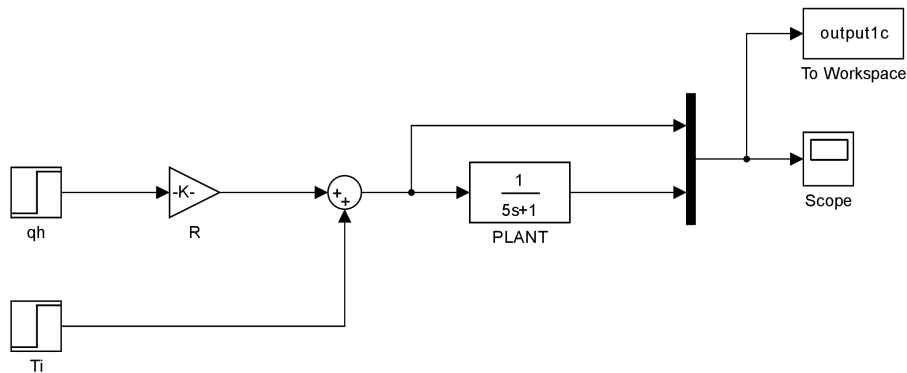 output1c
To Workspace
Scope
qh
-K-
R
+
+
1
5s+1
PLANT
Ti